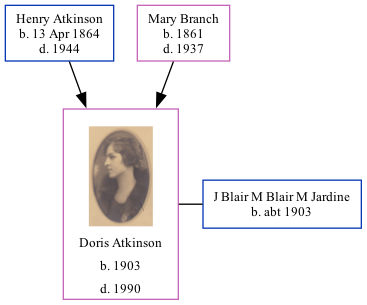 Henry Atkinson
b. 13 Apr 1864
d. 1944
Mary Branch
b. 1861
d. 1937
Doris Atkinson
b. 1903
d. 1990
J Blair M Blair M Jardine
b. abt 1903